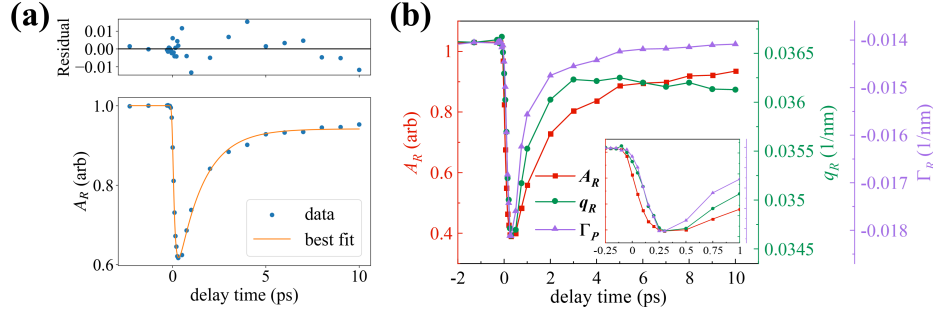 (a)
Residual
0.01
0.00
−0.01
A_R (arb)
1.0
0.8
0.6
data
best fit
0
5
10
delay time (ps)
(b)
A_R (arb)
1.0
0.8
0.6
0.4
-2
0
2
4
6
8
10
delay time (ps)
A_R
q_R
Γ_P
-0.25
0
0.25
0.5
0.75
1
q_R (1/nm)
0.0365
0.036
0.0355
0.035
0.0345
Γ_P (1/nm)
-0.014
-0.015
-0.016
-0.017
-0.018